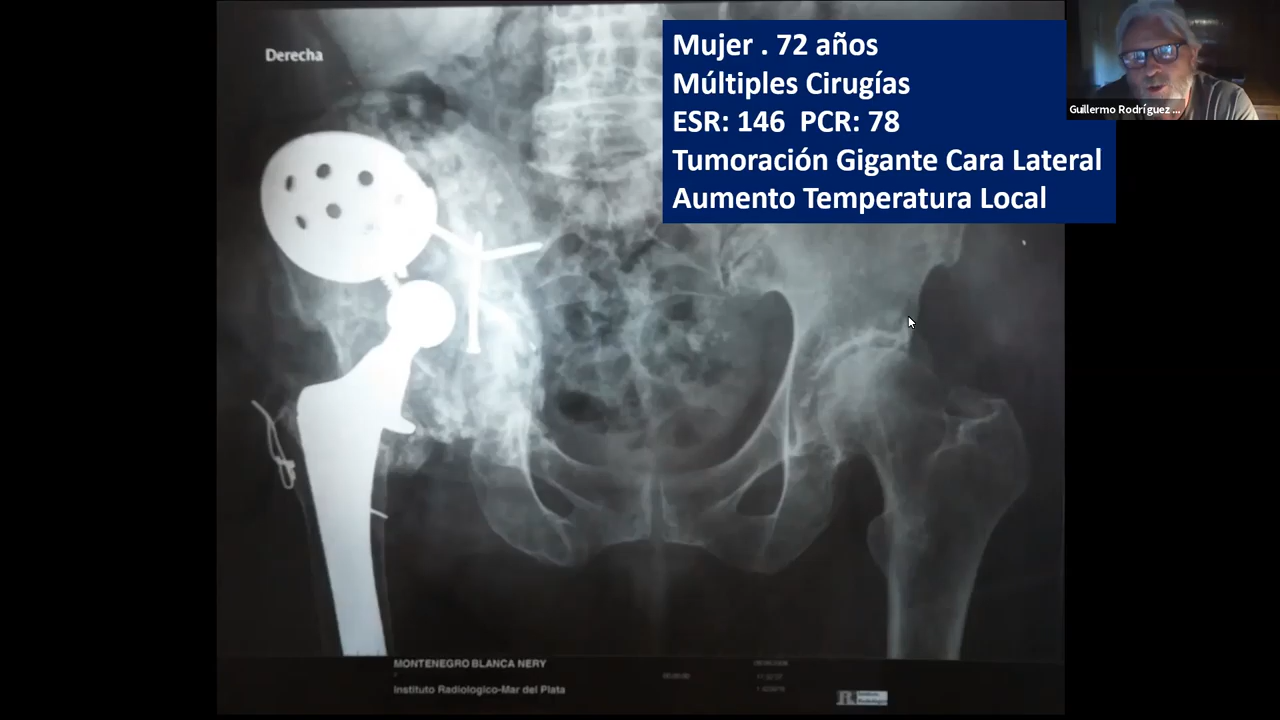 Derecha
Mujer . 72 años
Múltiples Cirugías
ESR: 146  PCR: 78
Tumoración Gigante Cara Lateral
Aumento Temperatura Local
Guillermo Rodríguez ...
MONTENEGRO BLANCA NERY
Instituto Radiologico-Mar del Plata